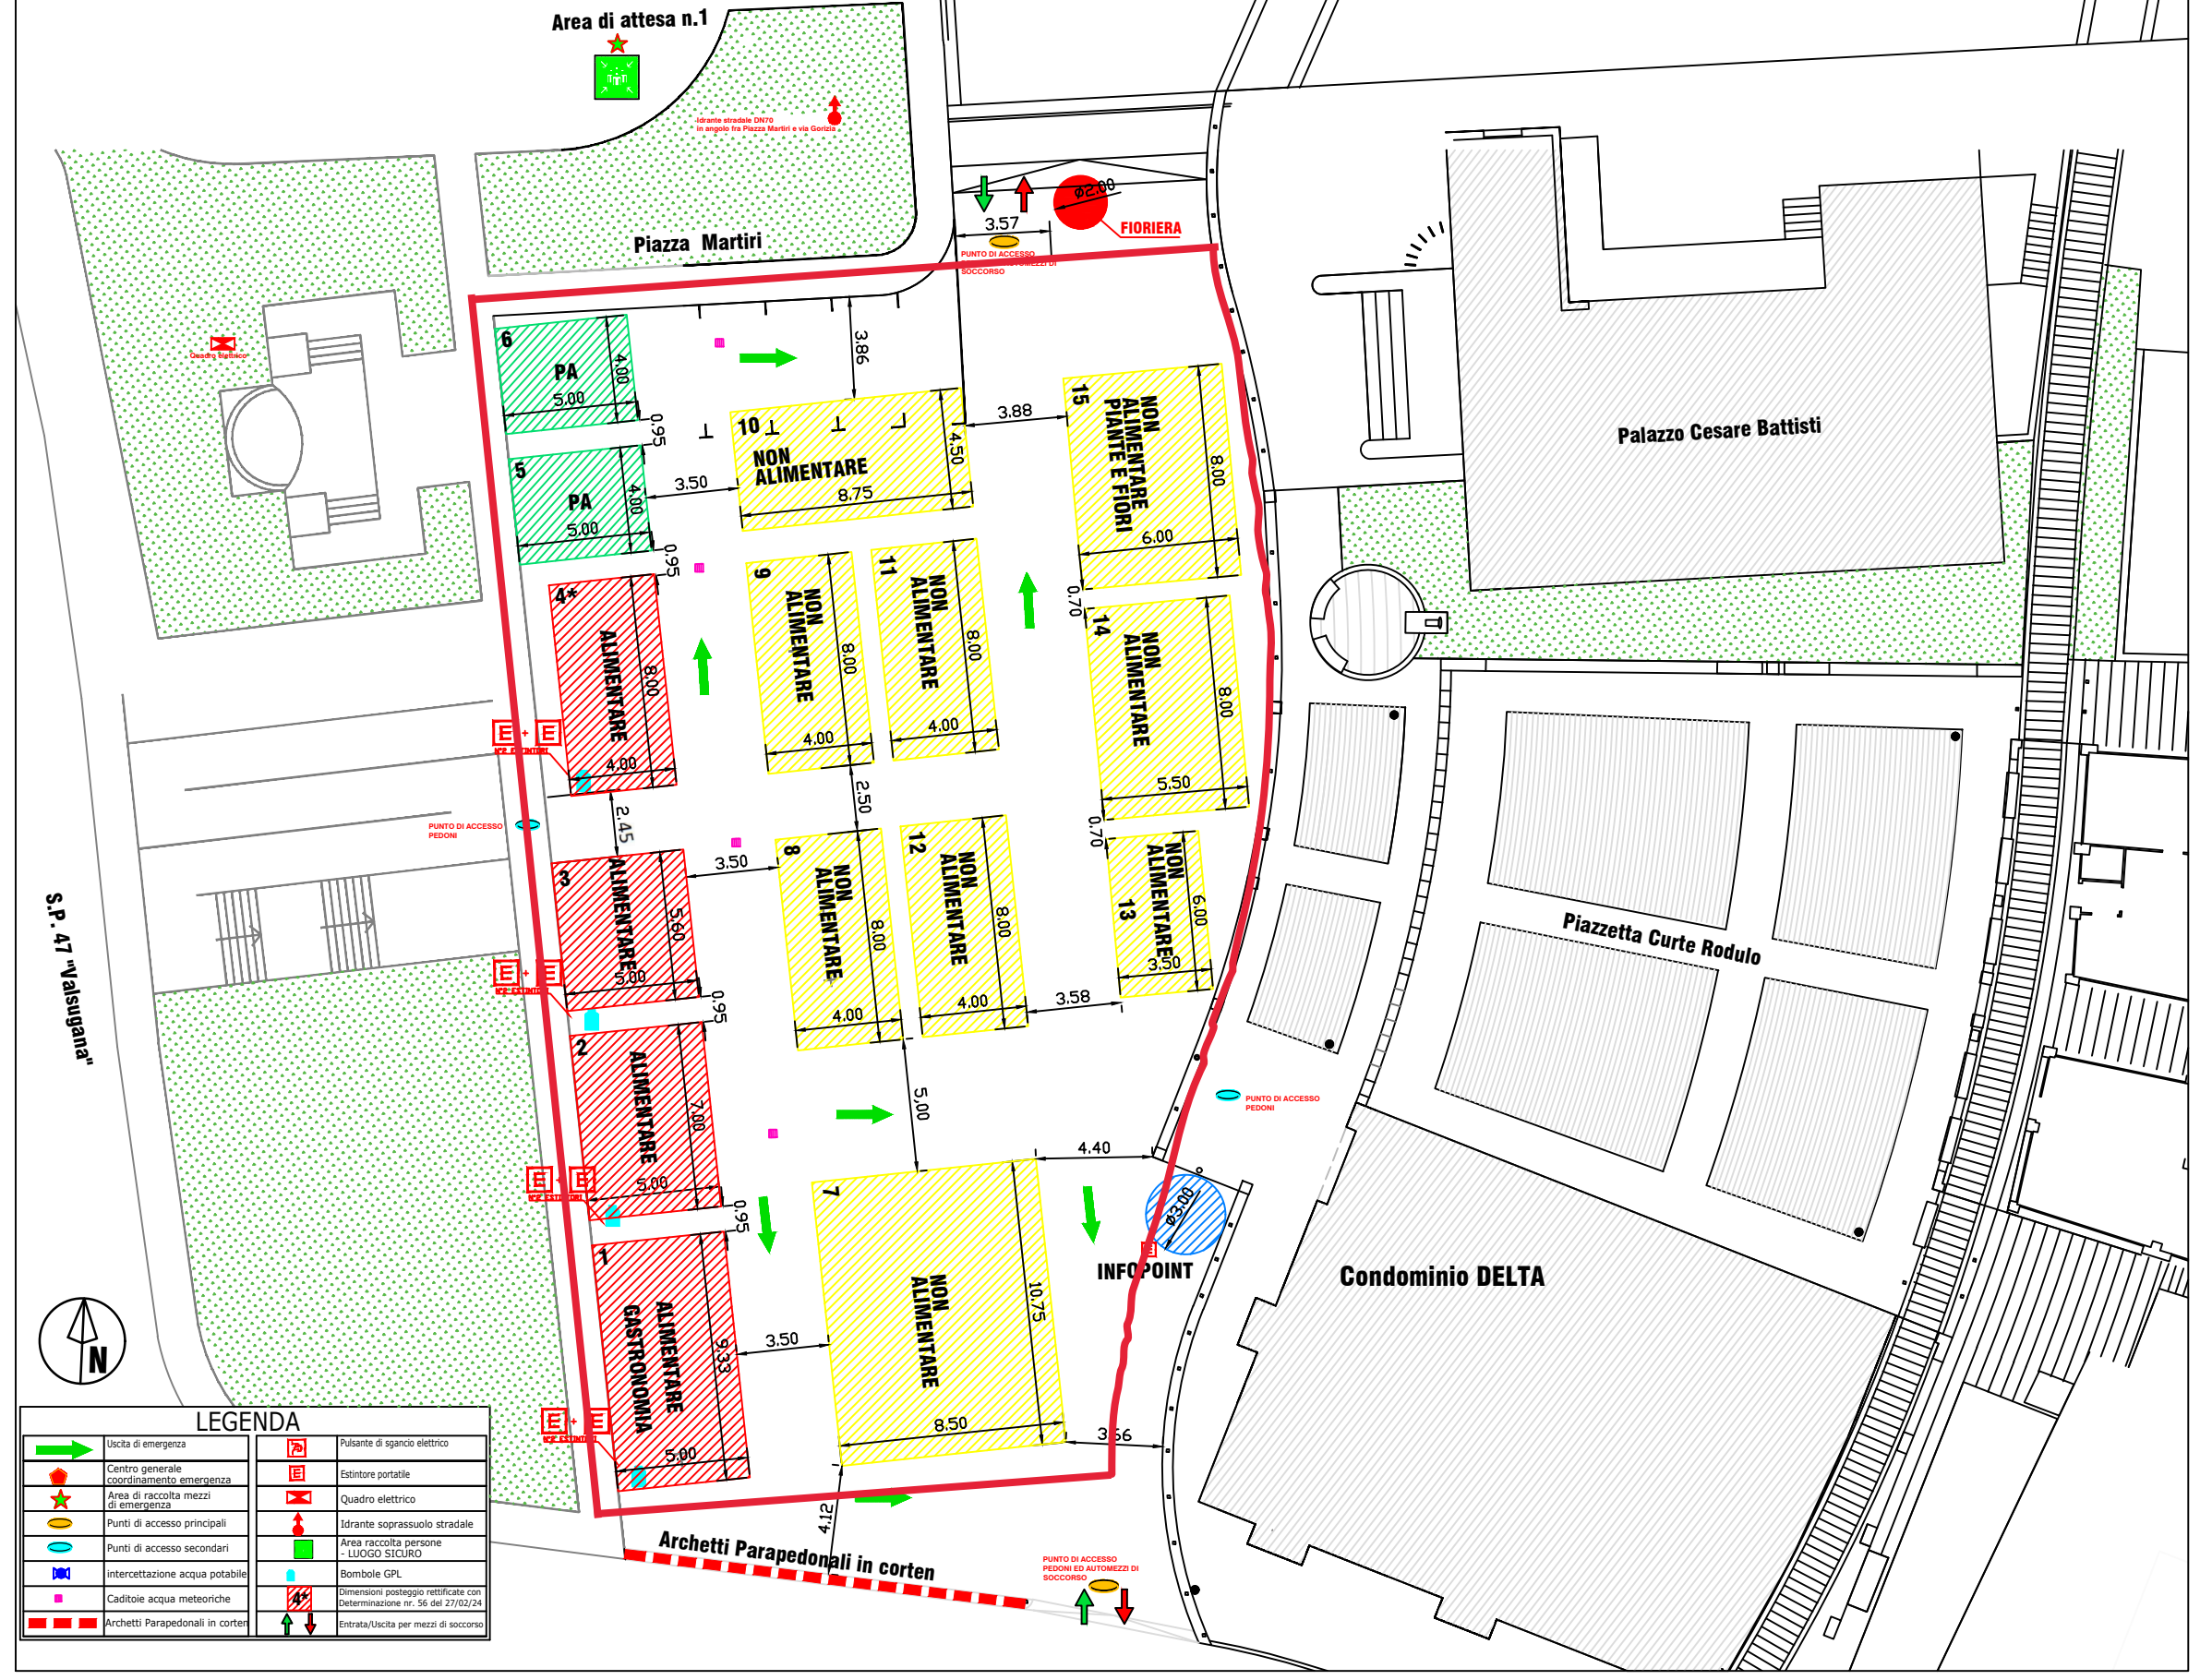 Area di attesa n.1
Idrante stradale DN70
in angolo fra Piazza Martiri e via Gorizia
Piazza Martiri
ø2.00
FIORIERA
3.57
PUNTO DI ACCESSO
AUTOMEZZI DI
SOCCORSO
Quadro elettrico
6
PA
4.00
5.00
0.95
3.86
5
PA
4.00
5.00
0.95
3.50
10
NON
ALIMENTARE
4.50
8.75
3.88
15
NON
ALIMENTARE
PIANTE E FIORI
8.00
6.00
0.70
Palazzo Cesare Battisti
4*
ALIMENTARE
8.00
4.00
9
NON
ALIMENTARE
8.00
4.00
11
NON
ALIMENTARE
8.00
4.00
14
NON
ALIMENTARE
8.00
5.50
0.70
E + E
N°2 ESTINTORI
2.45
2.50
PUNTO DI ACCESSO
PEDONI
3
ALIMENTARE
5,60
5.00
0.95
3.50
8
NON
ALIMENTARE
8.00
4.00
12
NON
ALIMENTARE
8.00
4.00
3.58
13
NON
ALIMENTARE
6.00
3.50
Piazzetta Curte Rodulo
S.P. 47 "Valsugana"
E + E
N°2 ESTINTORI
2
ALIMENTARE
7.00
5.00
0.95
5,00
PUNTO DI ACCESSO
PEDONI
4.40
E + E
N°2 ESTINTORI
1
ALIMENTARE
GASTRONOMIA
9.33
5.00
3.50
7
NON
ALIMENTARE
10.75
8.50
ø3.00
E
INFOPOINT
Condominio DELTA
3.66
E + E
N°2 ESTINTORI
4.12
N
Archetti Parapedonali in corten
PUNTO DI ACCESSO
PEDONI ED AUTOMEZZI DI
SOCCORSO
LEGENDA
Uscita di emergenza
Centro generale
coordinamento emergenza
Area di raccolta mezzi
di emergenza
Punti di accesso principali
Punti di accesso secondari
intercettazione acqua potabile
Caditoie acqua meteoriche
Archetti Parapedonali in corten
Pulsante di sgancio elettrico
E
Estintore portatile
Quadro elettrico
Idrante soprassuolo stradale
Area raccolta persone
- LUOGO SICURO
Bombole GPL
4*
Dimensioni posteggio rettificate con
Determinazione nr. 56 del 27/02/24
Entrata/Uscita per mezzi di soccorso